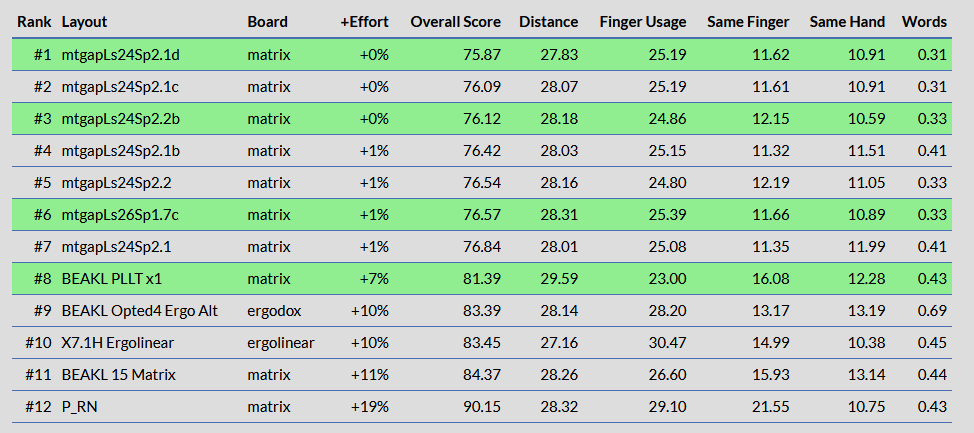 Rank Layout Board +Effort Overall Score Distance Finger Usage Same Finger Same Hand Words
#1 mtgapLs24Sp2.1d matrix +0% 75.87 27.83 25.19 11.62 10.91 0.31
#2 mtgapLs24Sp2.1c matrix +0% 76.09 28.07 25.19 11.61 10.91 0.31
#3 mtgapLs24Sp2.2b matrix +0% 76.12 28.18 24.86 12.15 10.59 0.33
#4 mtgapLs24Sp2.1b matrix +1% 76.42 28.03 25.15 11.32 11.51 0.41
#5 mtgapLs24Sp2.2 matrix +1% 76.54 28.16 24.80 12.19 11.05 0.33
#6 mtgapLs26Sp1.7c matrix +1% 76.57 28.31 25.39 11.66 10.89 0.33
#7 mtgapLs24Sp2.1 matrix +1% 76.84 28.01 25.08 11.35 11.99 0.41
#8 BEAKL PLLT x1 matrix +7% 81.39 29.59 23.00 16.08 12.28 0.43
#9 BEAKL Opted4 Ergo Alt ergodox +10% 83.39 28.14 28.20 13.17 13.19 0.69
#10 X7.1H Ergolinear ergolinear +10% 83.45 27.16 30.47 14.99 10.38 0.45
#11 BEAKL 15 Matrix matrix +11% 84.37 28.26 26.60 15.93 13.14 0.44
#12 P_RN matrix +19% 90.15 28.32 29.10 21.55 10.75 0.43